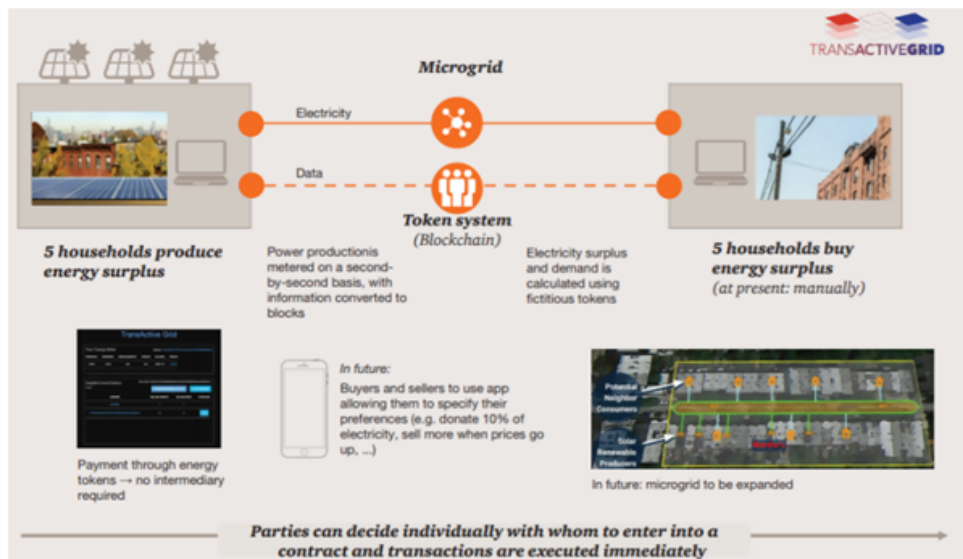 TRANSACTIVEGRID
Microgrid
Electricity
Data
Token system
(Blockchain)
5 households produce
energy surplus
Power productionis
metered on a second-
by-second basis, with
information converted to
blocks
Electricity surplus
and demand is
calculated using
fictitious tokens
5 households buy
energy surplus
(at present: manually)
TransActive Grid
Payment through energy
tokens → no intermediary
required
In future:
Buyers and sellers to use app
allowing them to specify their
preferences (e.g. donate 10% of
electricity, sell more when prices go
up, ...)
Potential
Neighbor
Consumers
Solar
Renewable
Producers
In future: microgrid to be expanded
Parties can decide individually with whom to enter into a
contract and transactions are executed immediately